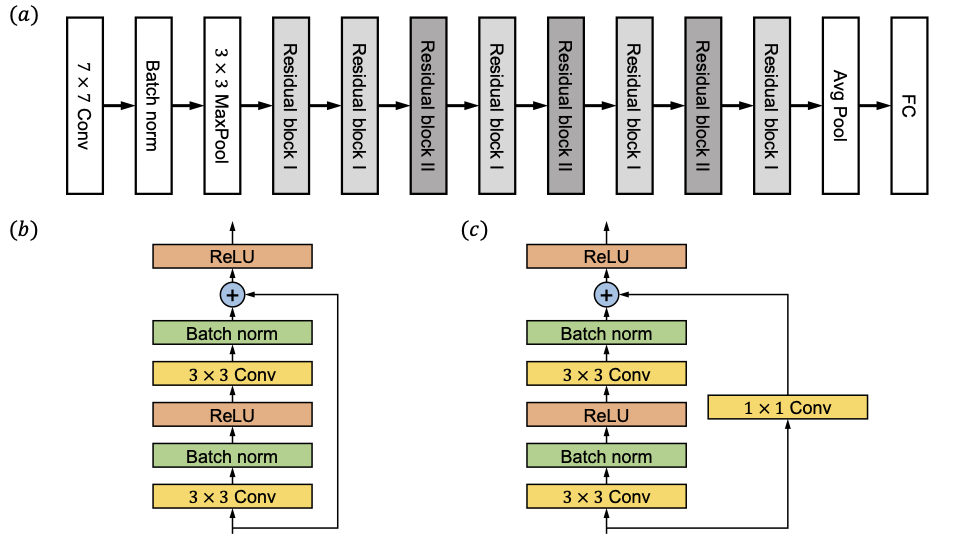 (a)
7 × 7 Conv
Batch norm
3 × 3 MaxPool
Residual block I
Residual block I
Residual block II
Residual block I
Residual block II
Residual block I
Residual block II
Residual block I
Avg Pool
FC
(b)
ReLU
+
Batch norm
3 × 3 Conv
ReLU
Batch norm
3 × 3 Conv
(c)
ReLU
+
Batch norm
3 × 3 Conv
ReLU
Batch norm
3 × 3 Conv
1 × 1 Conv